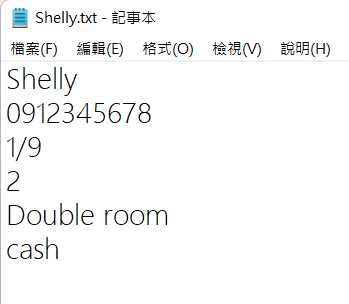 Shelly.txt - 記事本
檔案(F) 編輯(E) 格式(O) 檢視(V) 說明(H)
Shelly
0912345678
1/9
2
Double room
cash